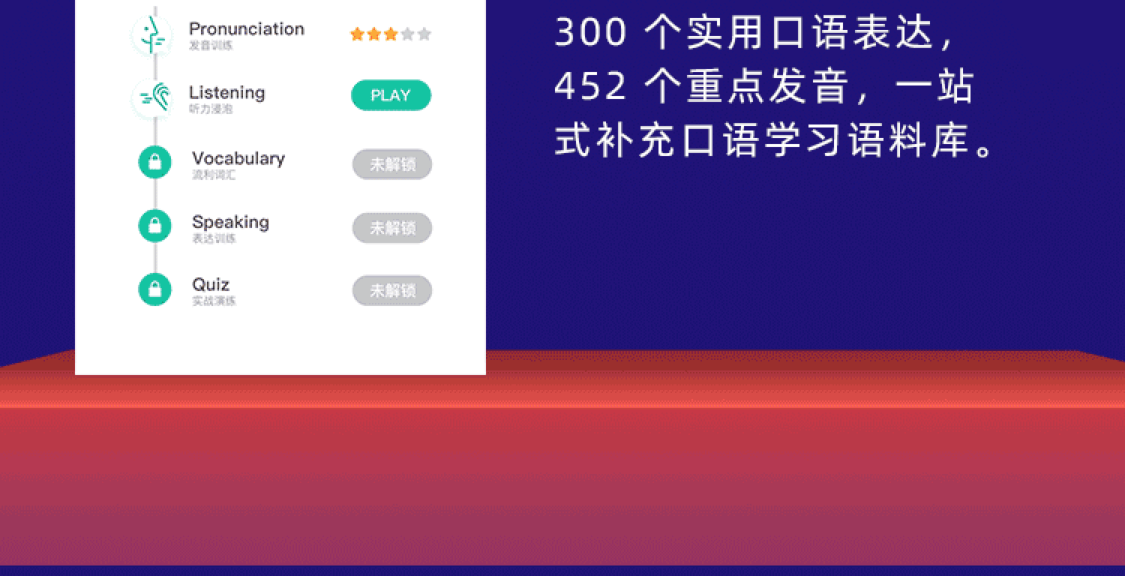 Pronunciation
发音训练
Listening
听力浸泡
PLAY
Vocabulary
流利词汇
未解锁
Speaking
表达训练
未解锁
Quiz
实战演练
未解锁
300 个实用口语表达，
452 个重点发音，一站
式补充口语学习语料库。